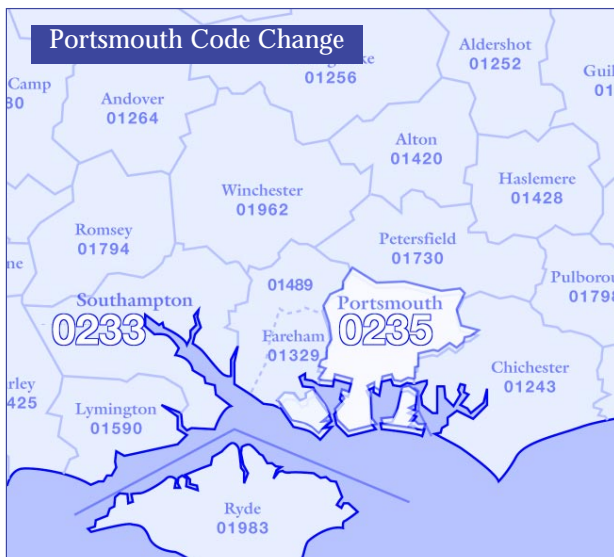 Portsmouth Code Change
Aldershot
01252
01256
Camp
Andover
01264
Alton
01420
Haslemere
01428
Winchester
01962
Romsey
01794
Petersfield
01730
01489
Southampton
0233
Portsmouth
0235
Fareham
01329
Chichester
01243
425
Lymington
01590
Ryde
01983